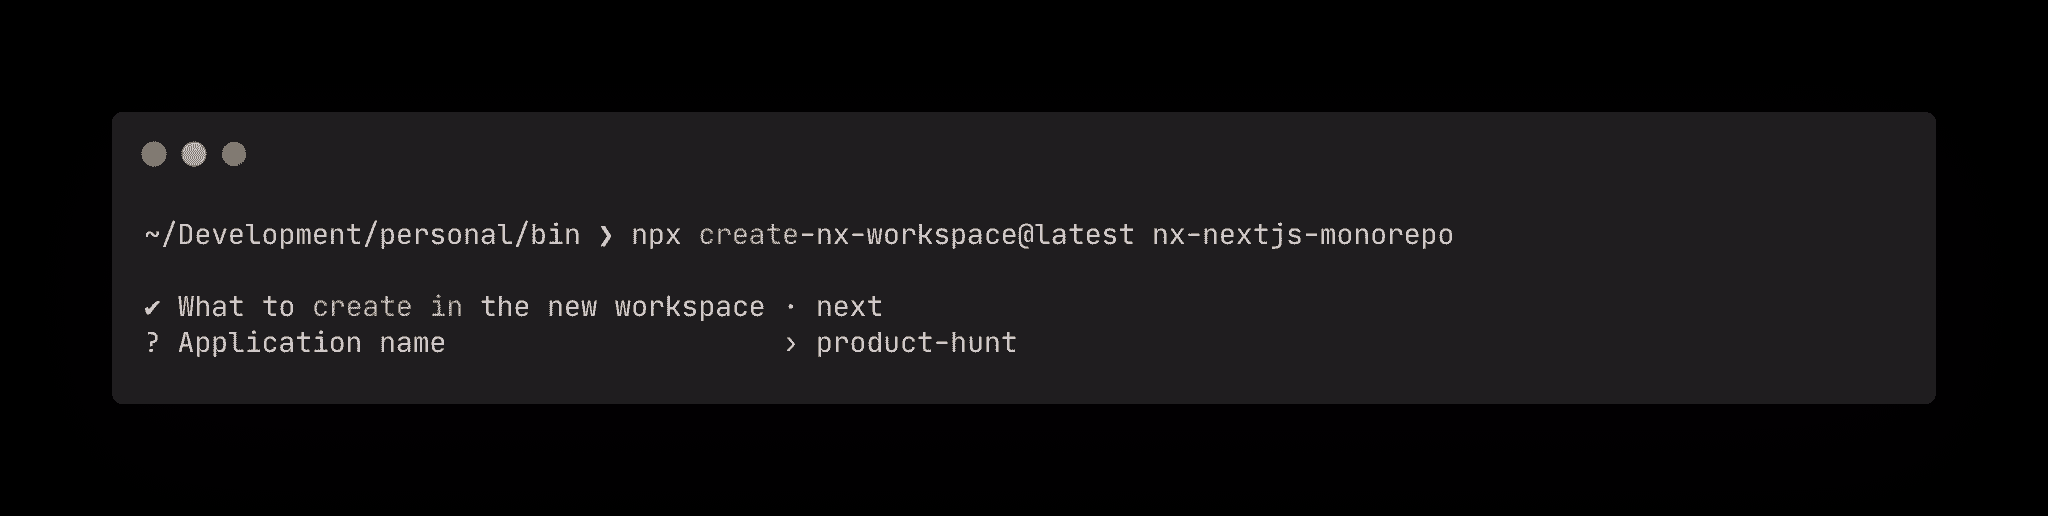 ~/Development/personal/bin ❯ npx create-nx-workspace@latest nx-nextjs-monorepo
✔ What to create in the new workspace · next
? Application name › product-hunt